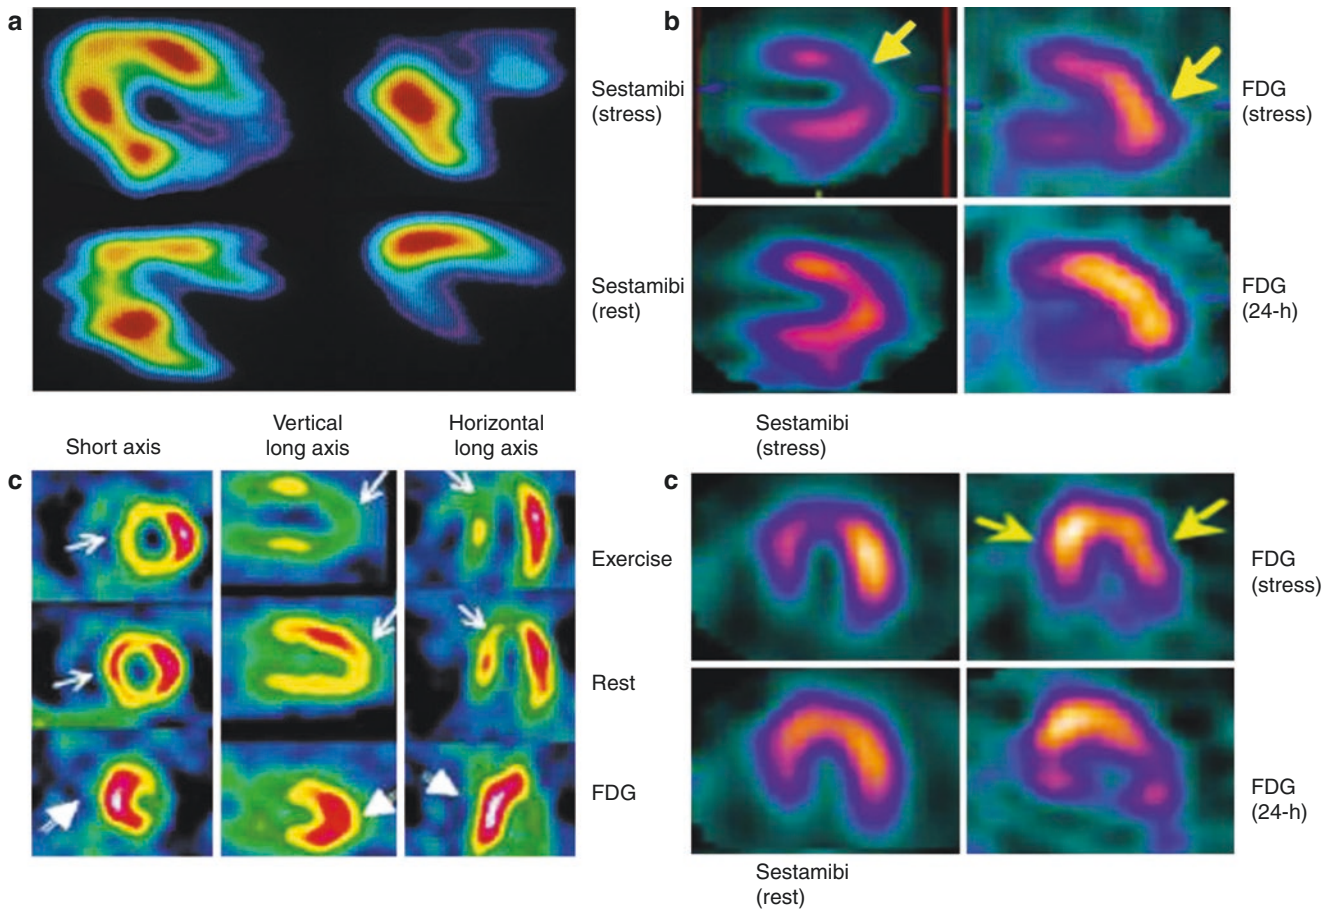 a
b
Sestamibi
(stress)
FDG
(stress)
Sestamibi
(rest)
FDG
(24-h)
Short axis
Vertical
long axis
Horizontal
long axis
Sestamibi
(stress)
c
c
Exercise
FDG
(stress)
Rest
FDG
FDG
(24-h)
Sestamibi
(rest)